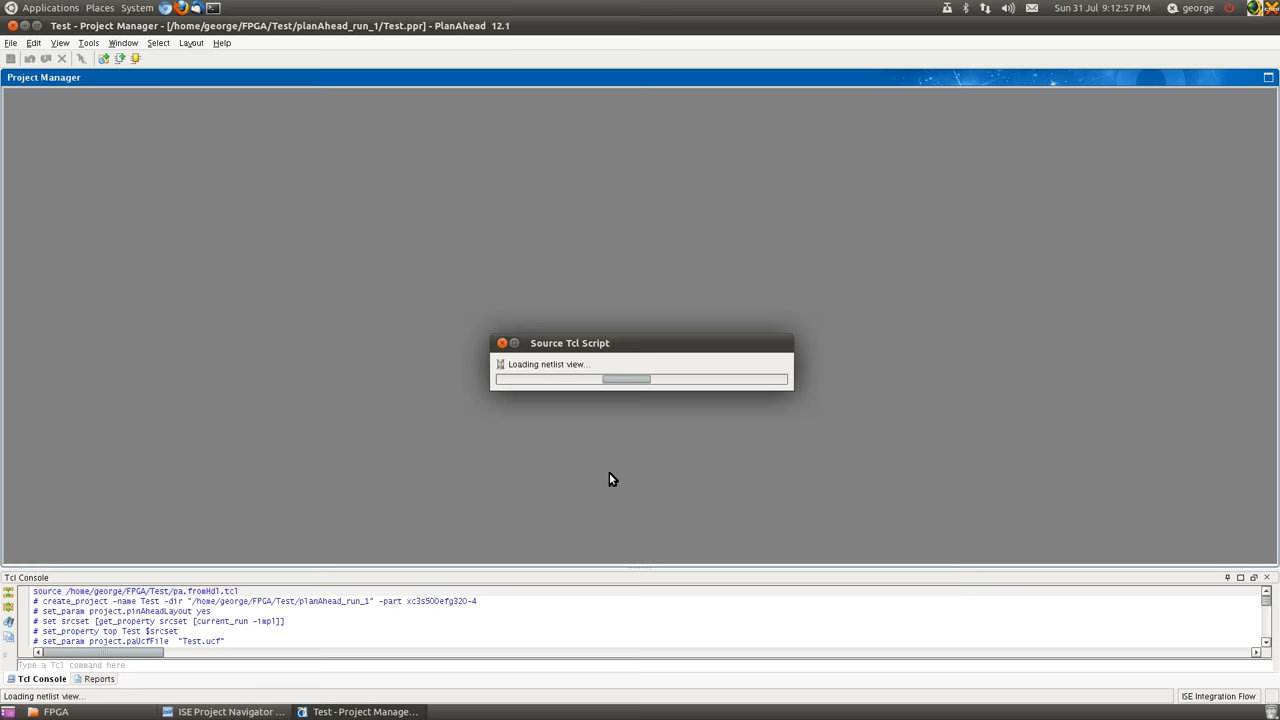 Applications Places System
Sun 31 Jul 9:12:57 PM
george
Test - Project Manager - [/home/george/FPGA/Test/planAhead_run_1/Test.ppr] - PlanAhead 12.1
File Edit View Tools Window Select Layout Help
Project Manager
Source Tcl Script
Loading netlist view...
Tcl Console
source /home/george/FPGA/Test/pa.fromHdl.tcl
# create_project -name Test -dir "/home/george/FPGA/Test/planAhead_run_1" -part xc3s500efg320-4
# set_param project.pinAheadLayout yes
# set srcset [get_property srcset [current_run -impl]]
# set_property top Test $srcset
# set_param project.paUcfFile  "Test.ucf"
Type a Tcl command here
Tcl Console Reports
Loading netlist view...
ISE Integration Flow
FPGA
ISE Project Navigator ...
Test - Project Manage...